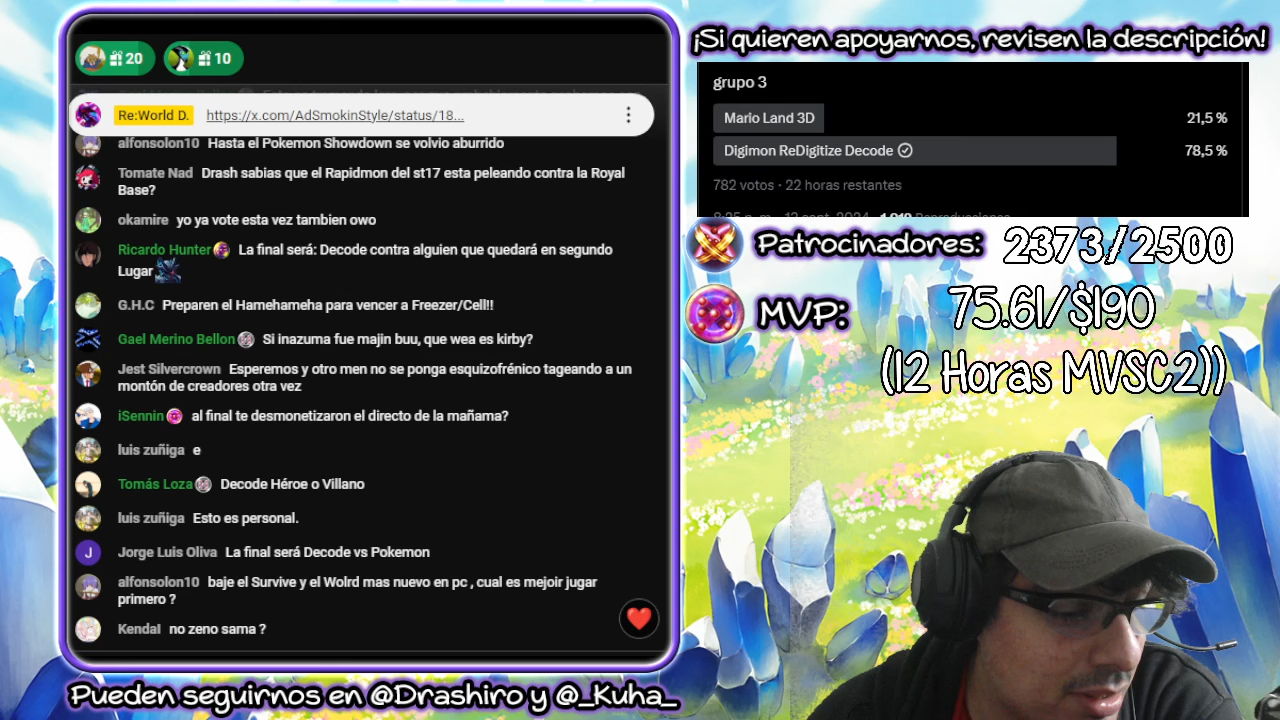 ¡Si quieren apoyarnos, revisen la descripción!
20
10
Re:World D. https://x.com/AdSmokinStyle/status/18...
alfonsolon10 Hasta el Pokemon Showdown se volvio aburrido
Tomate Nad Drash sabias que el Rapidmon del st17 esta peleando contra la Royal
Base?
okamire yo ya vote esta vez tambien owo
Ricardo Hunter La final será: Decode contra alguien que quedará en segundo
Lugar
G.H.C Preparen el Hamehameha para vencer a Freezer/Cell!!
Gael Merino Bellon Si inazuma fue majin buu, que wea es kirby?
Jest Silvercrown Esperemos y otro men no se ponga esquizofrénico tageando a un
montón de creadores otra vez
iSennin al final te desmonetizaron el directo de la mañama?
luis zuñiga e
Tomás Loza Decode Héroe o Villano
luis zuñiga Esto es personal.
J
Jorge Luis Oliva La final será Decode vs Pokemon
alfonsolon10 baje el Survive y el Wolrd mas nuevo en pc , cual es mejoir jugar
primero ?
Kendal no zeno sama ?
Pueden seguirnos en @Drashiro y @_Kuha_
grupo 3
Mario Land 3D 21,5 %
Digimon ReDigitize Decode 78,5 %
782 votos · 22 horas restantes
Patrocinadores: 2373/2500
MVP: 75.61/$190
(12 Horas MVSC2))